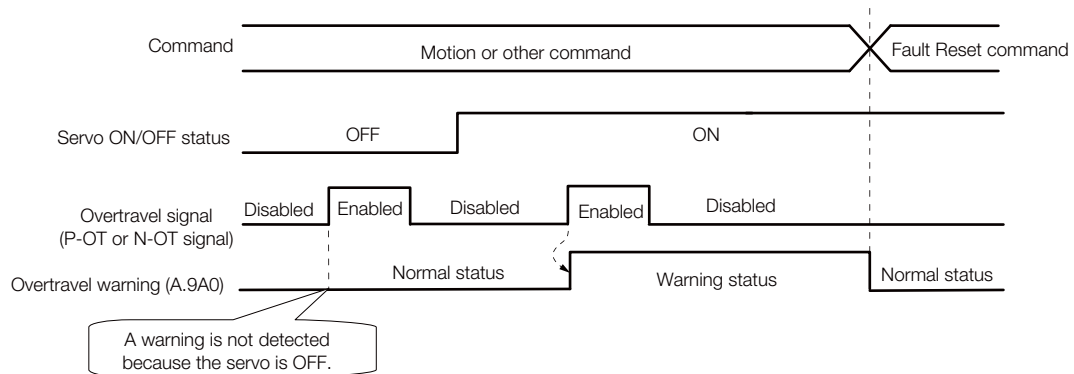 Command
Motion or other command
Fault Reset command
Servo ON/OFF status
OFF
ON
Overtravel signal
(P-OT or N-OT signal)
Disabled
Enabled
Disabled
Enabled
Disabled
Overtravel warning (A.9A0)
Normal status
Warning status
Normal status
A warning is not detected
because the servo is OFF.